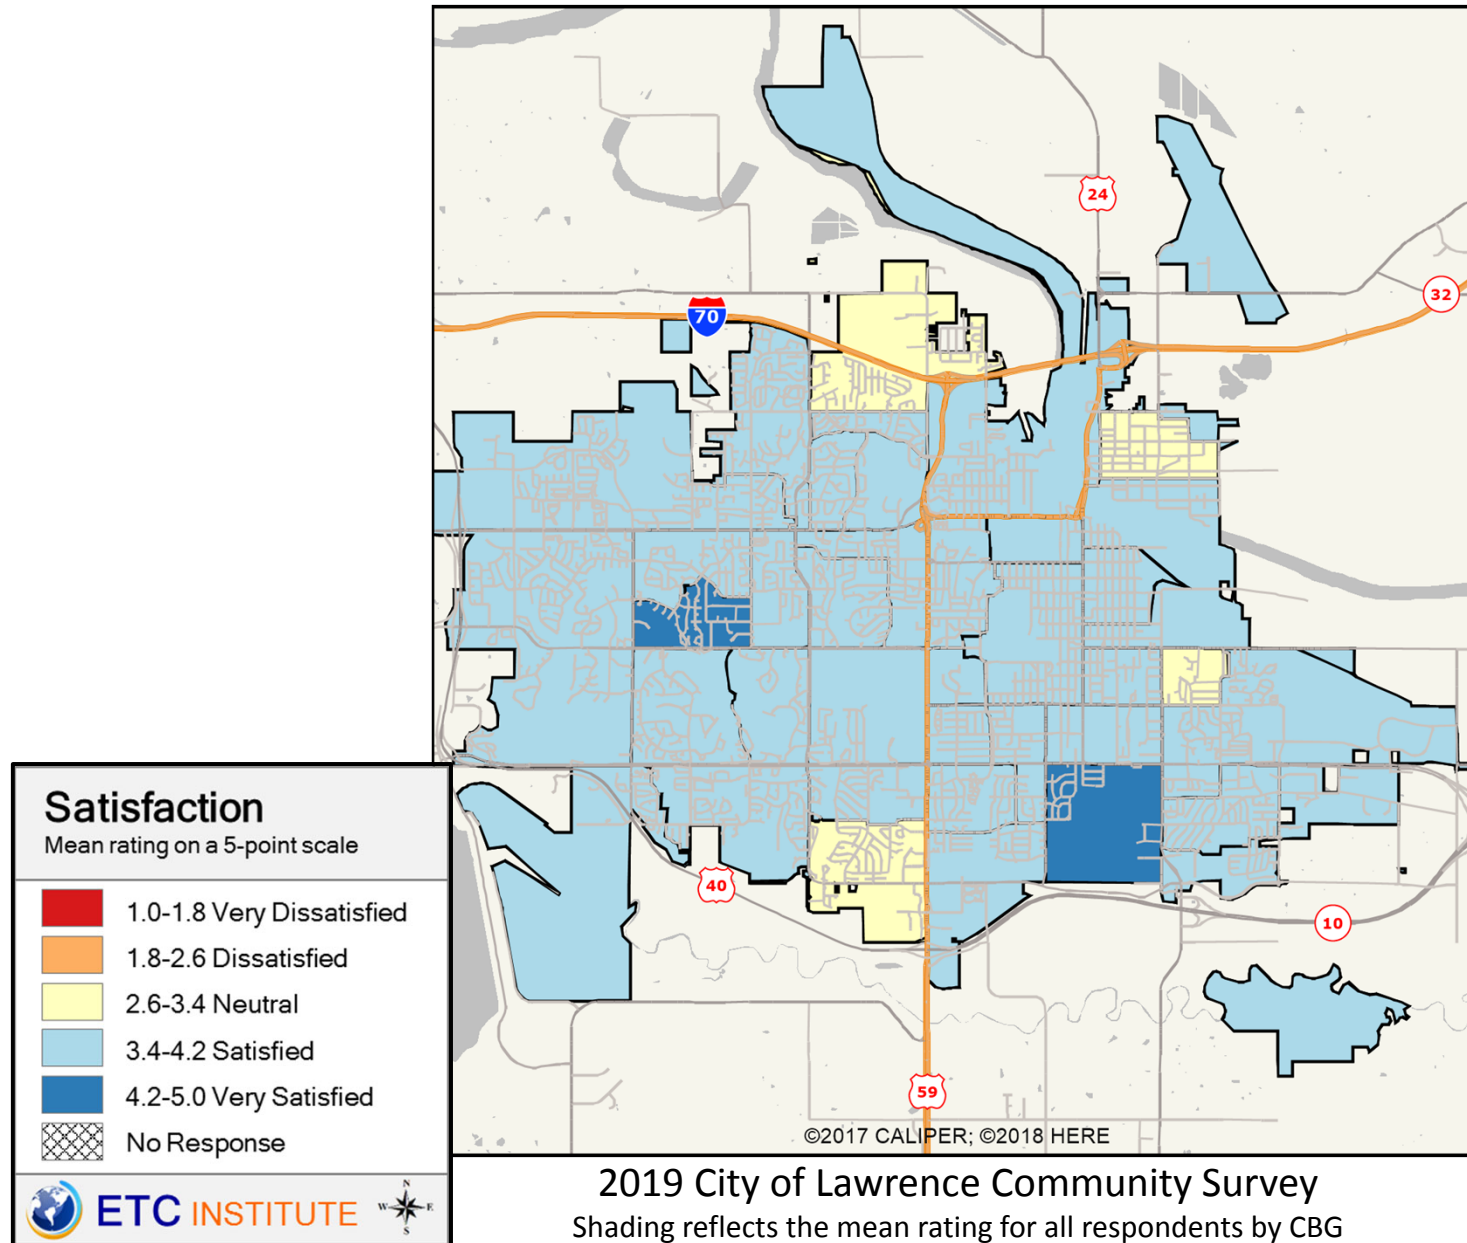 24
32
70
40
10
59
©2017 CALIPER; ©2018 HERE
Satisfaction
Mean rating on a 5-point scale
1.0-1.8 Very Dissatisfied
1.8-2.6 Dissatisfied
2.6-3.4 Neutral
3.4-4.2 Satisfied
4.2-5.0 Very Satisfied
No Response
ETC INSTITUTE
N
W E
S
2019 City of Lawrence Community Survey
Shading reflects the mean rating for all respondents by CBG